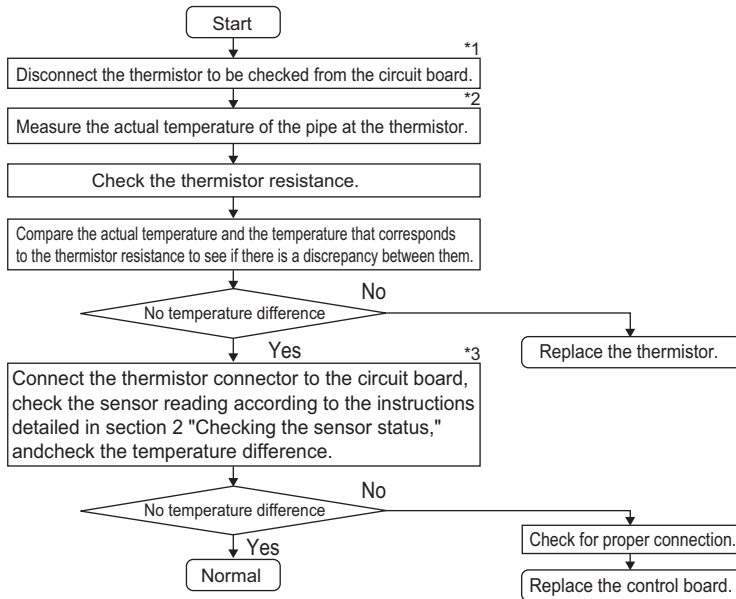 Start
*1
Disconnect the thermistor to be checked from the circuit board.
*2
Measure the actual temperature of the pipe at the thermistor.
Check the thermistor resistance.
Compare the actual temperature and the temperature that corresponds
to the thermistor resistance to see if there is a discrepancy between them.
No temperature difference
No
Yes
Replace the thermistor.
*3
Connect the thermistor connector to the circuit board,
check the sensor reading according to the instructions
detailed in section 2 "Checking the sensor status,"
andcheck the temperature difference.
No temperature difference
No
Yes
Check for proper connection.
Normal
Replace the control board.